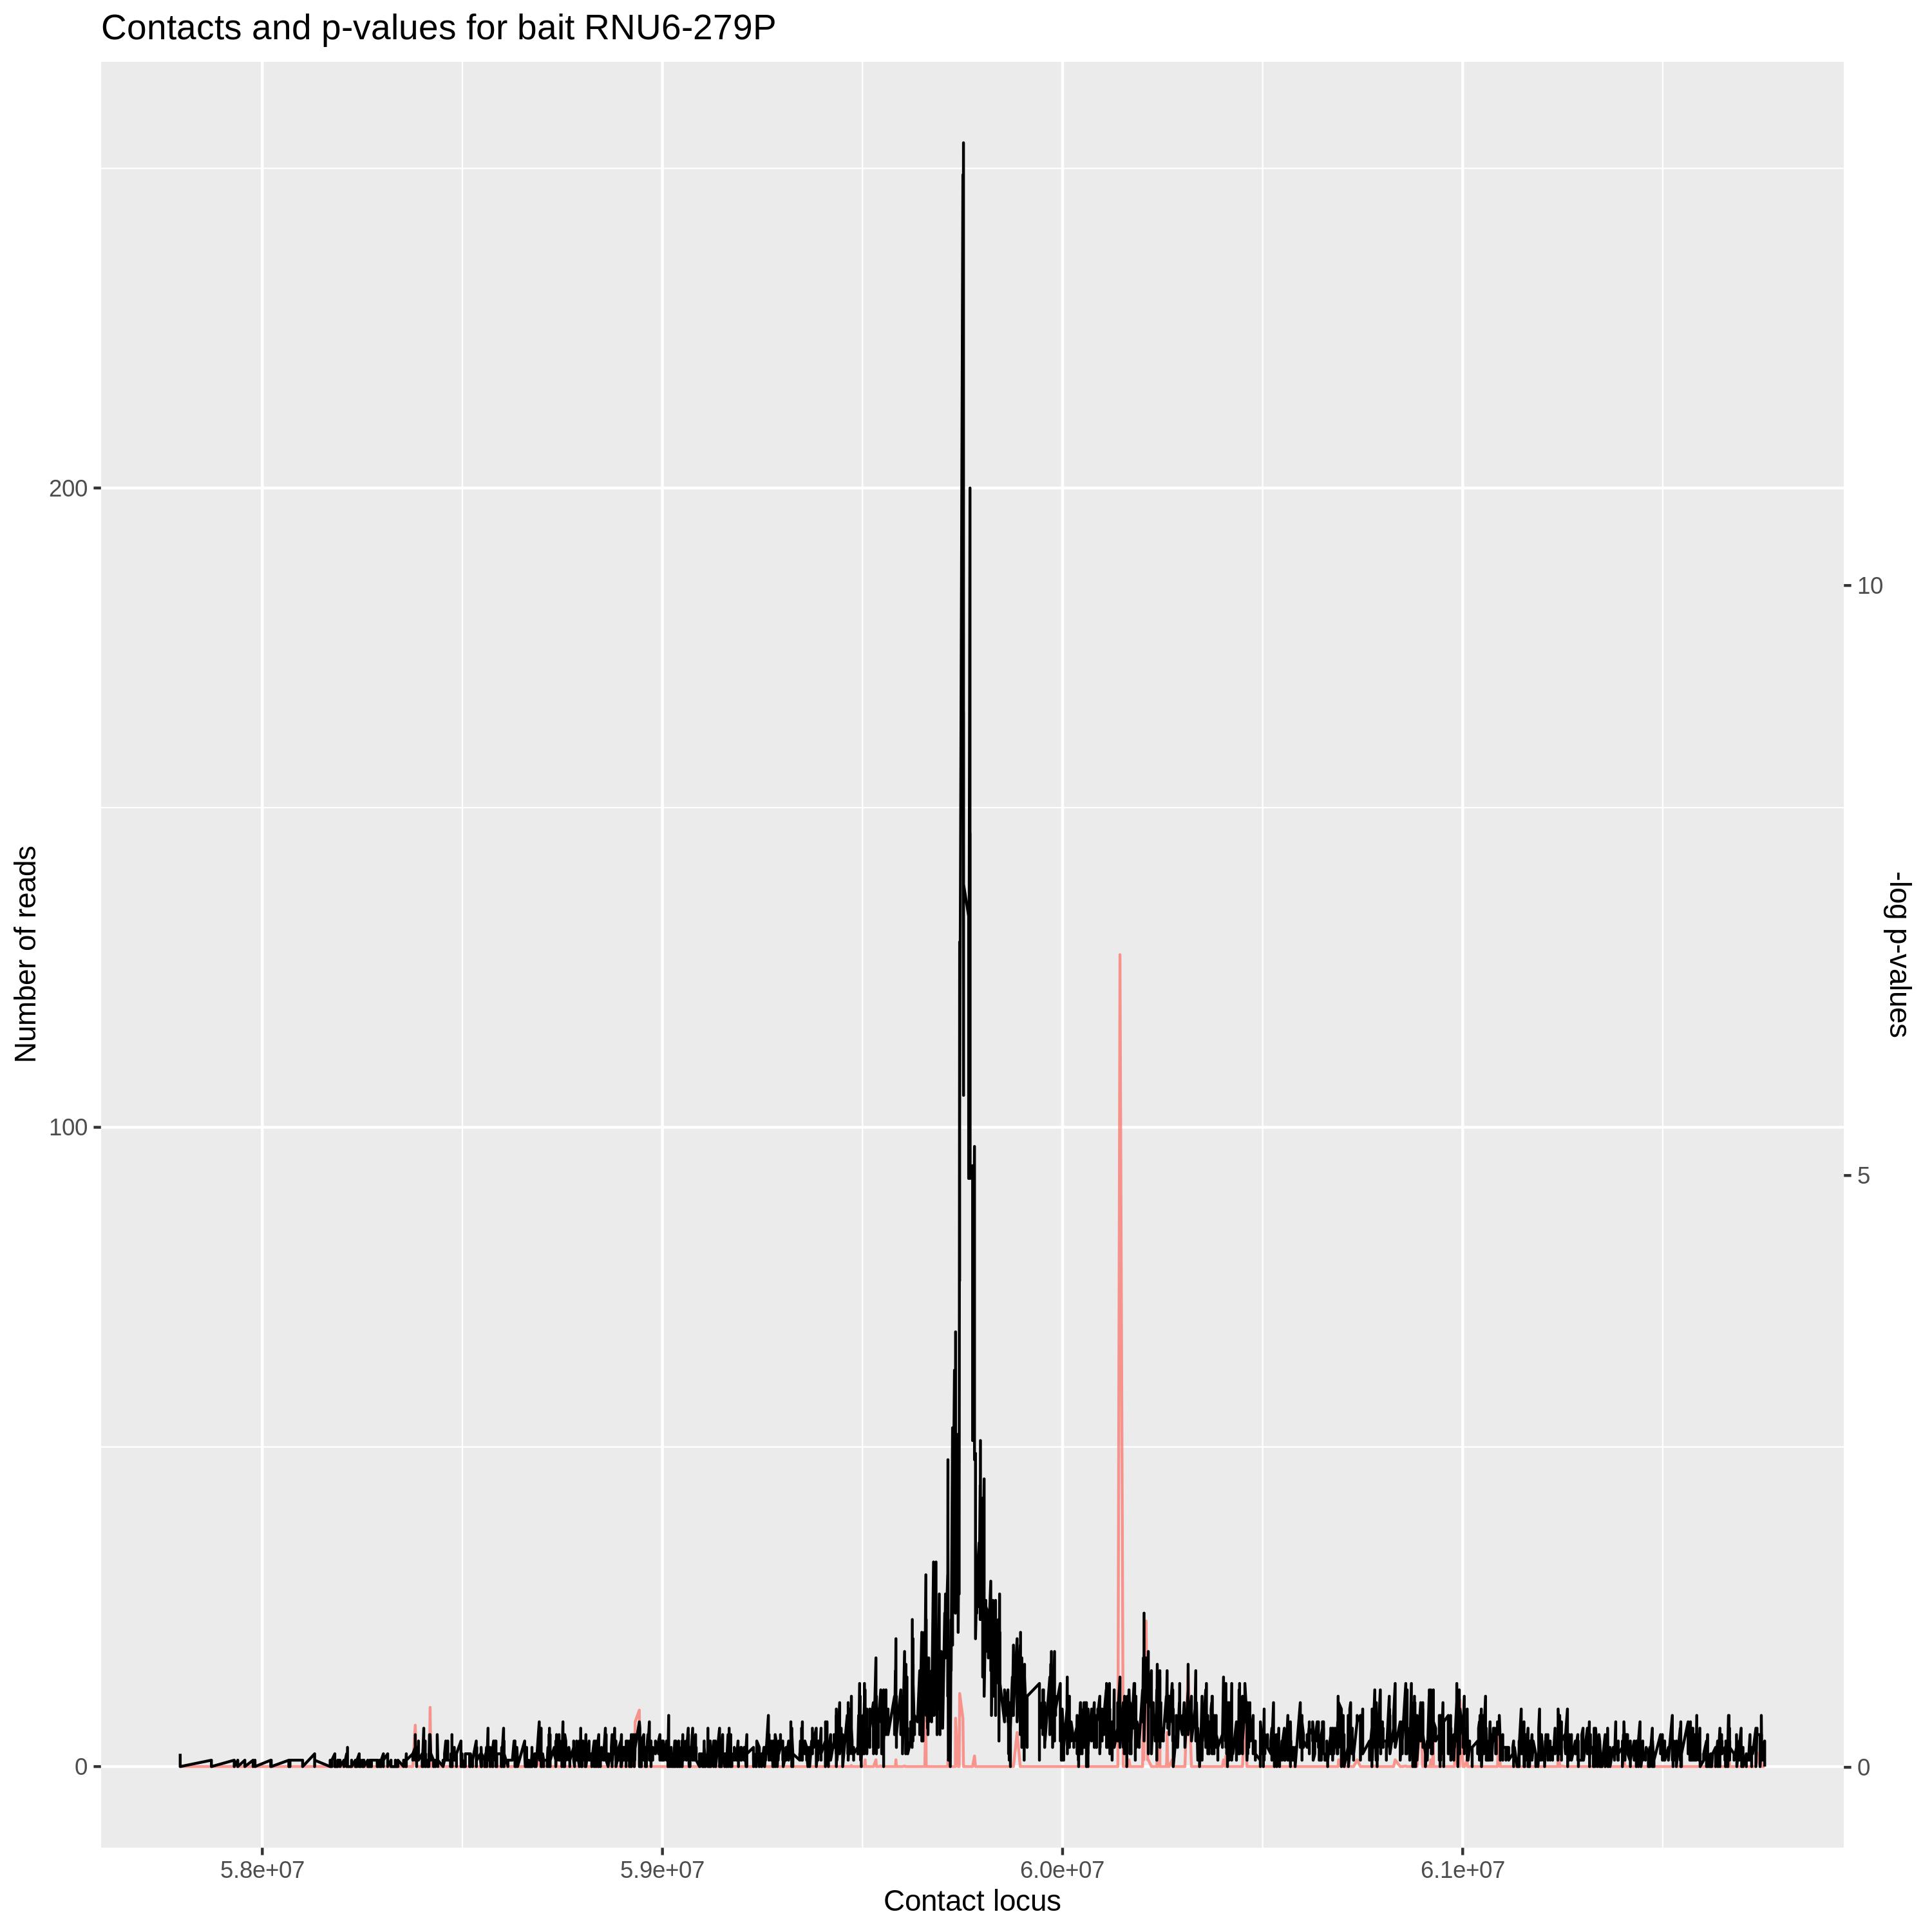 Contacts and p-values for bait RNU6-279P
Number of reads
200
100
0
10
5
0
-log p-values
5.8e+07
5.9e+07
6.0e+07
6.1e+07
Contact locus